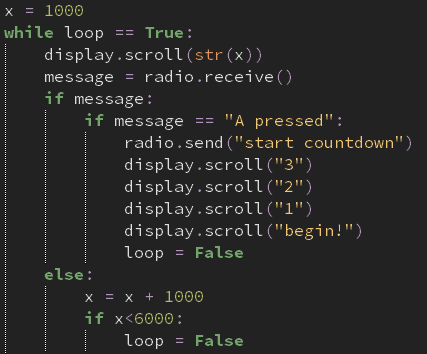 x = 1000
while loop == True:
    display.scroll(str(x))
    message = radio.receive()
    if message:
        if message == "A pressed":
            radio.send("start countdown")
            display.scroll("3")
            display.scroll("2")
            display.scroll("1")
            display.scroll("begin!")
            loop = False
    else:
        x = x + 1000
        if x<6000:
            loop = False